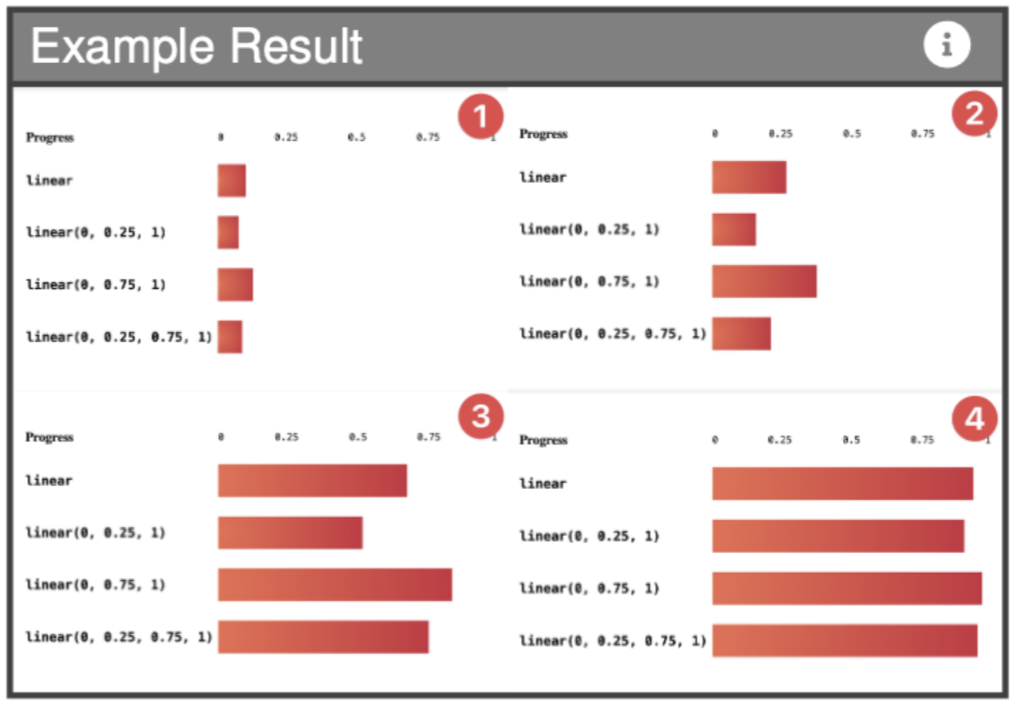 Example Result
i
1
Progress 0 0.25 0.5 0.75 1
linear
linear(0, 0.25, 1)
linear(0, 0.75, 1)
linear(0, 0.25, 0.75, 1)
2
Progress 0 0.25 0.5 0.75 1
linear
linear(0, 0.25, 1)
linear(0, 0.75, 1)
linear(0, 0.25, 0.75, 1)
3
Progress 0 0.25 0.5 0.75 1
linear
linear(0, 0.25, 1)
linear(0, 0.75, 1)
linear(0, 0.25, 0.75, 1)
4
Progress 0 0.25 0.5 0.75 1
linear
linear(0, 0.25, 1)
linear(0, 0.75, 1)
linear(0, 0.25, 0.75, 1)